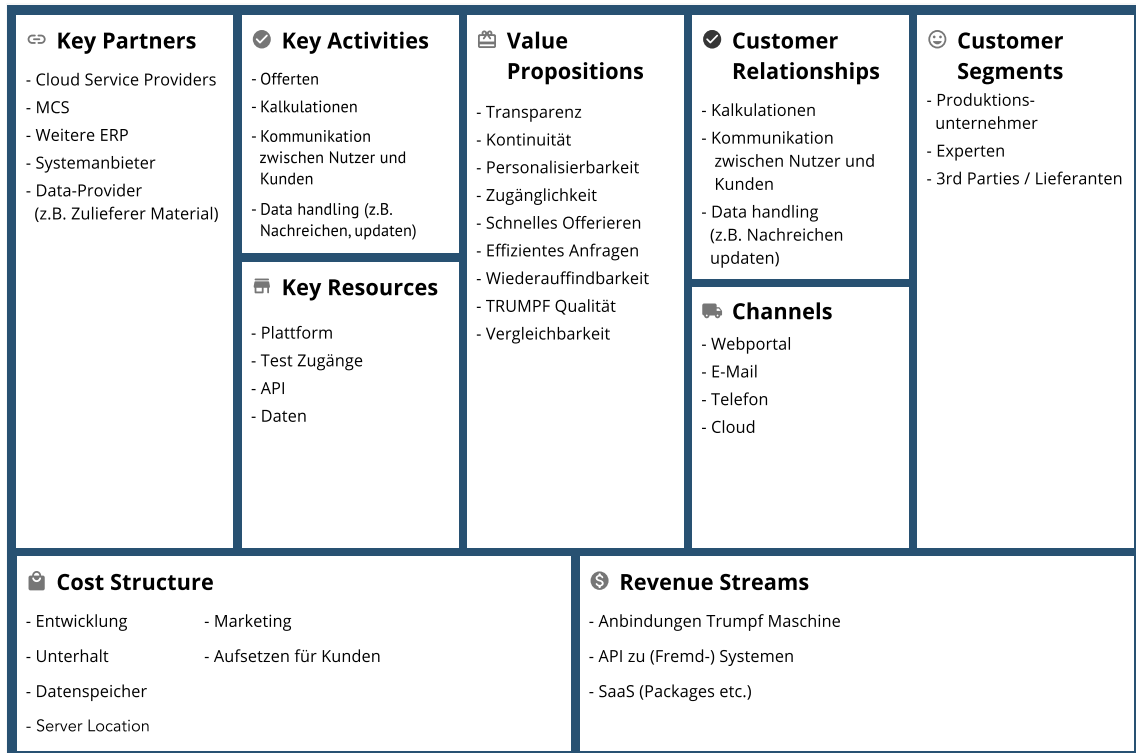 Key Partners
- Cloud Service Providers
- MCS
- Weitere ERP
- Systemanbieter
- Data-Provider
(z.B. Zulieferer Material)
Key Activities
- Offerten
- Kalkulationen
- Kommunikation
zwischen Nutzer und
Kunden
- Data handling (z.B.
Nachreichen, updaten)
Key Resources
- Plattform
- Test Zugänge
- API
- Daten
Value
Propositions
- Transparenz
- Kontinuität
- Personalisierbarkeit
- Zugänglichkeit
- Schnelles Offerieren
- Effizientes Anfragen
- Wiederauffindbarkeit
- TRUMPF Qualität
- Vergleichbarkeit
Customer
Relationships
- Kalkulationen
- Kommunikation
zwischen Nutzer und
Kunden
- Data handling
(z.B. Nachreichen
updaten)
Channels
- Webportal
- E-Mail
- Telefon
- Cloud
Customer
Segments
- Produktions-
unternehmer
- Experten
- 3rd Parties / Lieferanten
Cost Structure
- Entwicklung
- Unterhalt
- Datenspeicher
- Server Location
- Marketing
- Aufsetzen für Kunden
Revenue Streams
- Anbindungen Trumpf Maschine
- API zu (Fremd-) Systemen
- SaaS (Packages etc.)